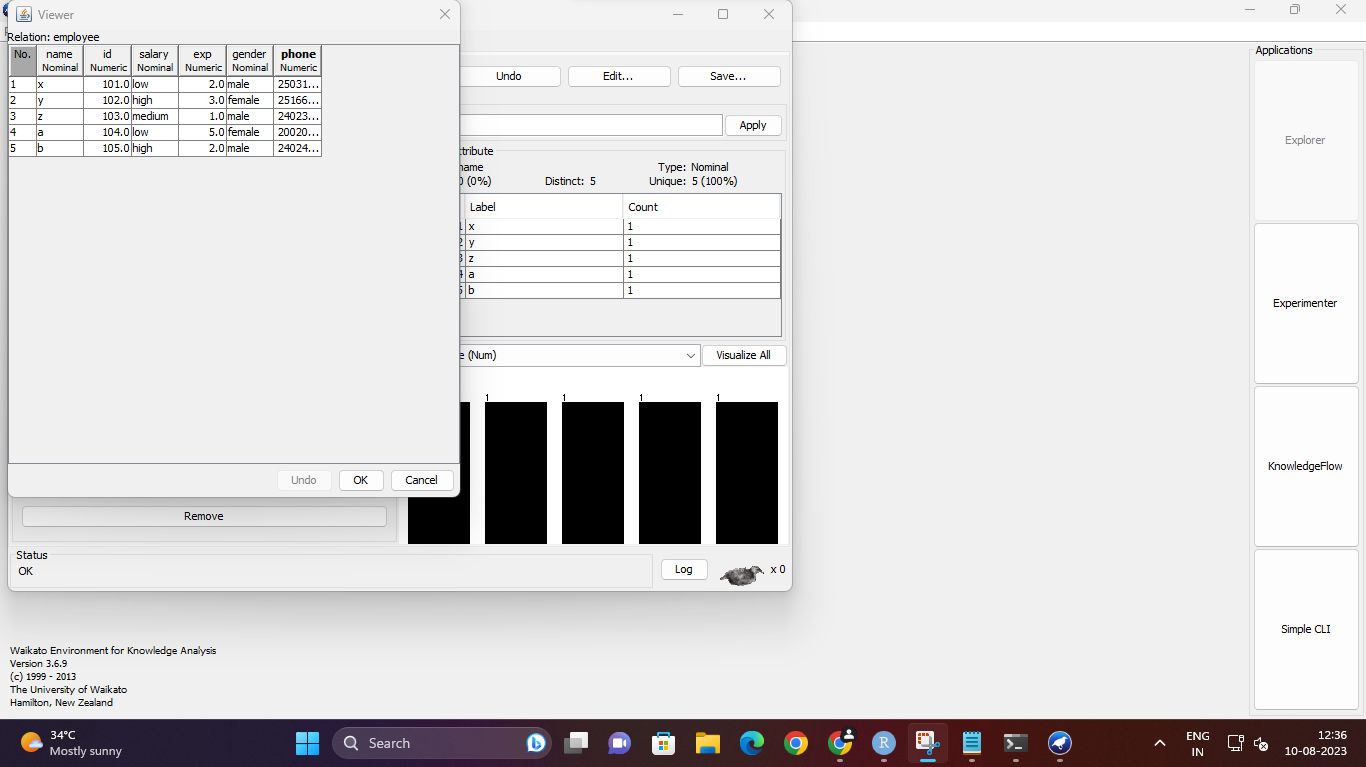 Viewer
Relation: employee
No. name id salary exp gender phone
Nominal Numeric Nominal Numeric Nominal Numeric
1 x 101.0 low 2.0 male 25031...
2 y 102.0 high 3.0 female 25166...
3 z 103.0 medium 1.0 male 24023...
4 a 104.0 low 5.0 female 20020...
5 b 105.0 high 2.0 male 24024...
Undo OK Cancel
Undo Edit... Save...
Apply
tribute
name Type: Nominal
0 (0%) Distinct: 5 Unique: 5 (100%)
Label Count
1 x 1
2 y 1
3 z 1
4 a 1
5 b 1
e (Num) Visualize All
1 1 1 1
Remove
Status
OK
Log x 0
Applications
Explorer
Experimenter
KnowledgeFlow
Simple CLI
Waikato Environment for Knowledge Analysis
Version 3.6.9
(c) 1999 - 2013
The University of Waikato
Hamilton, New Zealand
34°C
Mostly sunny
Search
R
ENG
IN
12:36
10-08-2023